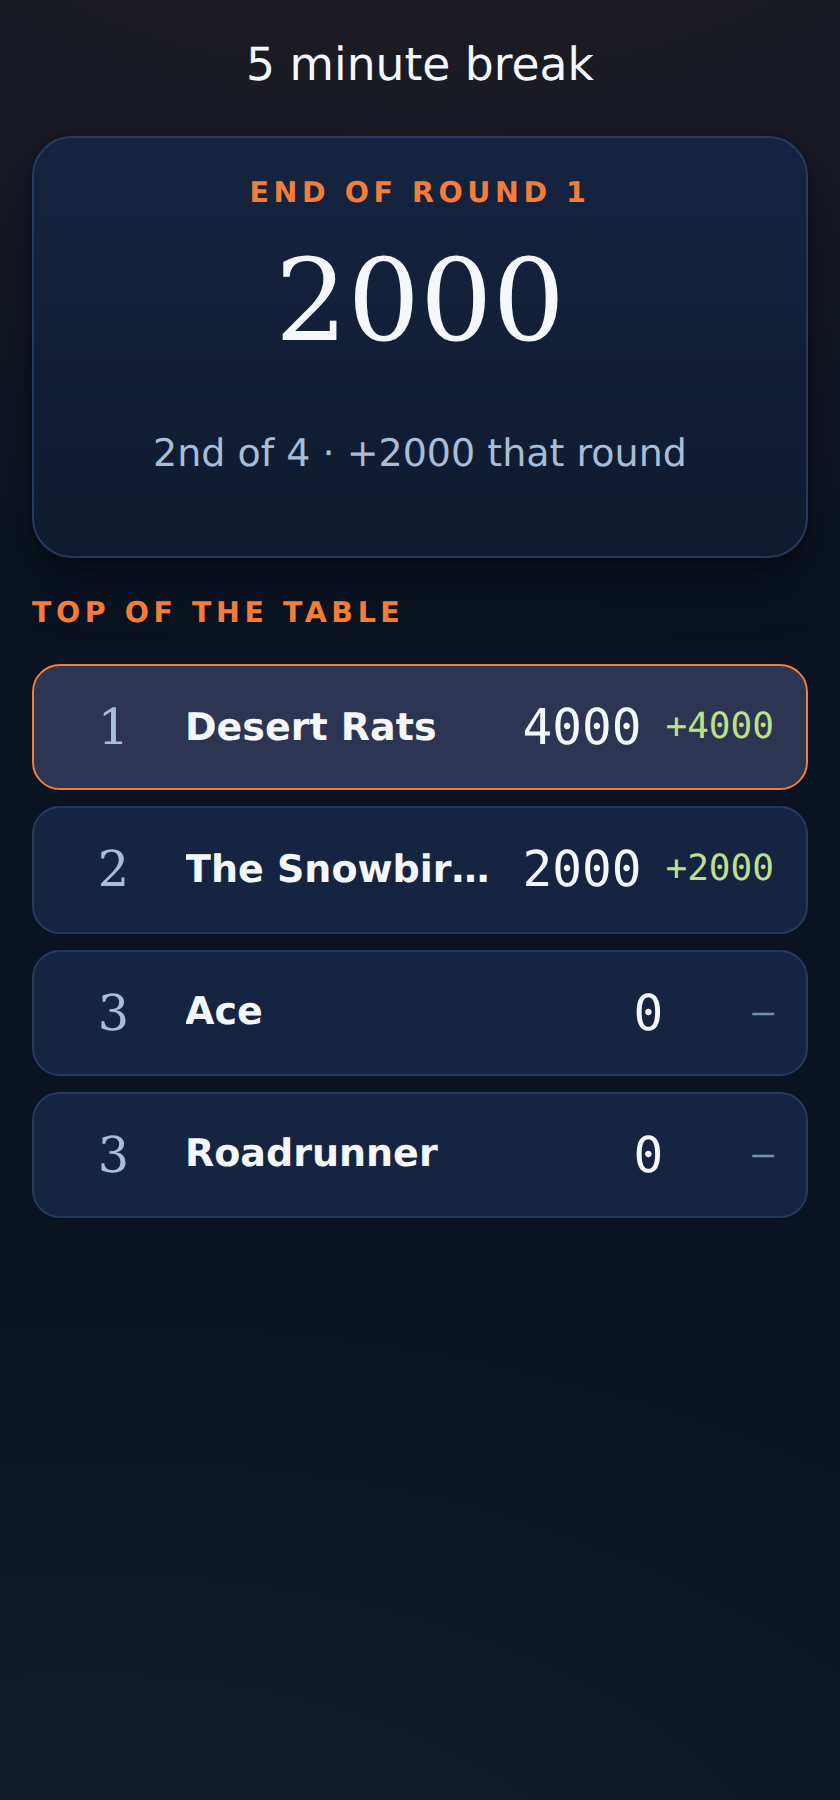 5 minute break
END OF ROUND 1
2000
2nd of 4 · +2000 that round
TOP OF THE TABLE
1 Desert Rats 4000 +4000
2 The Snowbir… 2000 +2000
3 Ace 0 —
3 Roadrunner 0 —